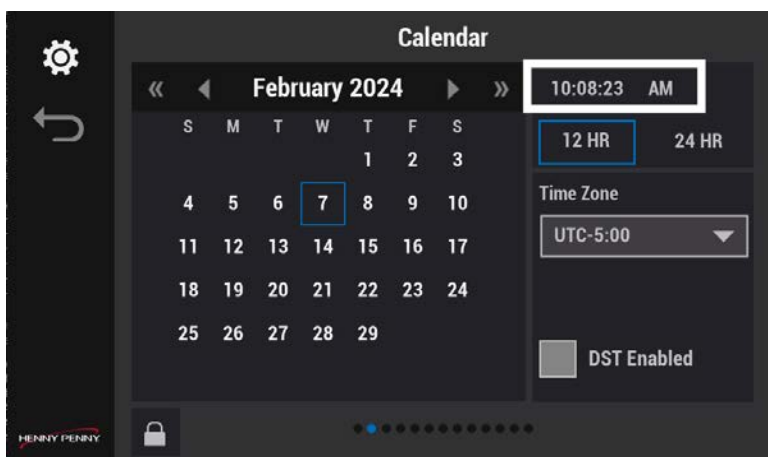 Calendar
« ◀ February 2024 ▶ »
S M T W T F S
1 2 3
4 5 6 7 8 9 10
11 12 13 14 15 16 17
18 19 20 21 22 23 24
25 26 27 28 29
10:08:23 AM
12 HR 24 HR
Time Zone
UTC-5:00
DST Enabled
HENNY PENNY